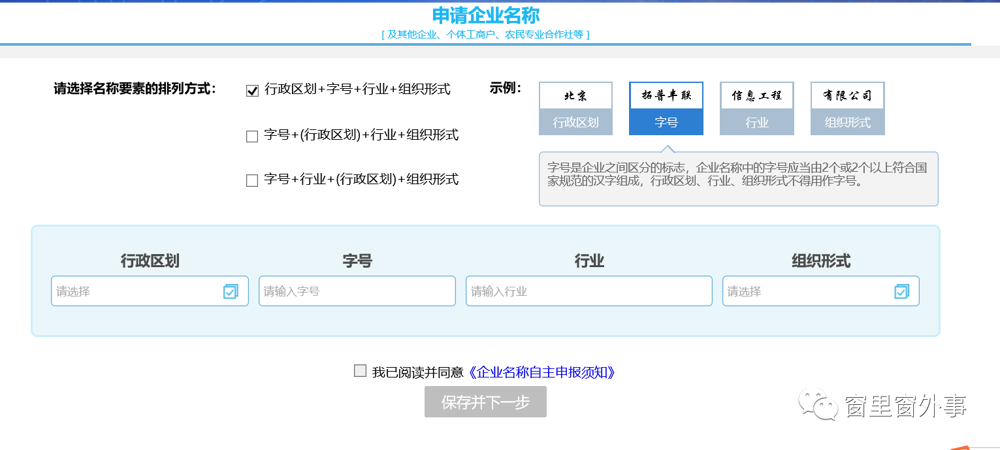 申请企业名称
[ 及其他企业、个体工商户、农民专业合作社等 ]
请选择名称要素的排列方式：
行政区划+字号+行业+组织形式
字号+(行政区划)+行业+组织形式
字号+行业+(行政区划)+组织形式
示例：
北京 拓普丰联 信息工程 有限公司
行政区划 字号 行业 组织形式
字号是企业之间区分的标志，企业名称中的字号应当由2个或2个以上符合国
家规范的汉字组成，行政区划、行业、组织形式不得用作字号。
行政区划 字号 行业 组织形式
请选择 请输入字号 请输入行业 请选择
我已阅读并同意《企业名称自主申报须知》
保存并下一步
窗里窗外事